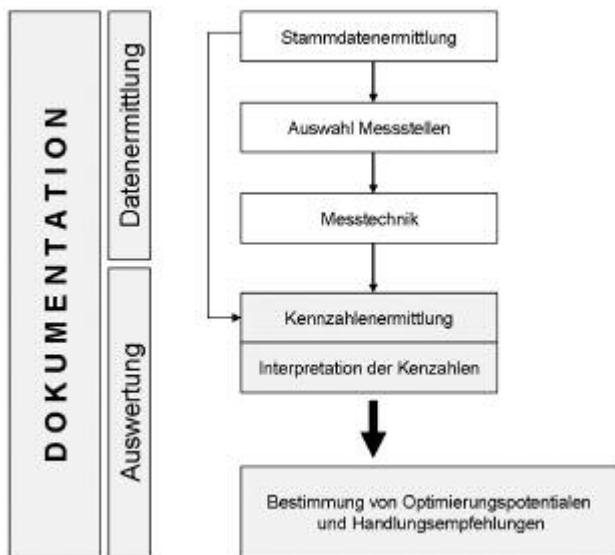 DOKUMENTATION
Datenermittlung
Auswertung
Stammdatenermittlung
Auswahl Messstellen
Messtechnik
Kennzahlenermittlung
Interpretation der Kenzahlen
Bestimmung von Optimierungspotentialen
und Handlungsempfehlungen